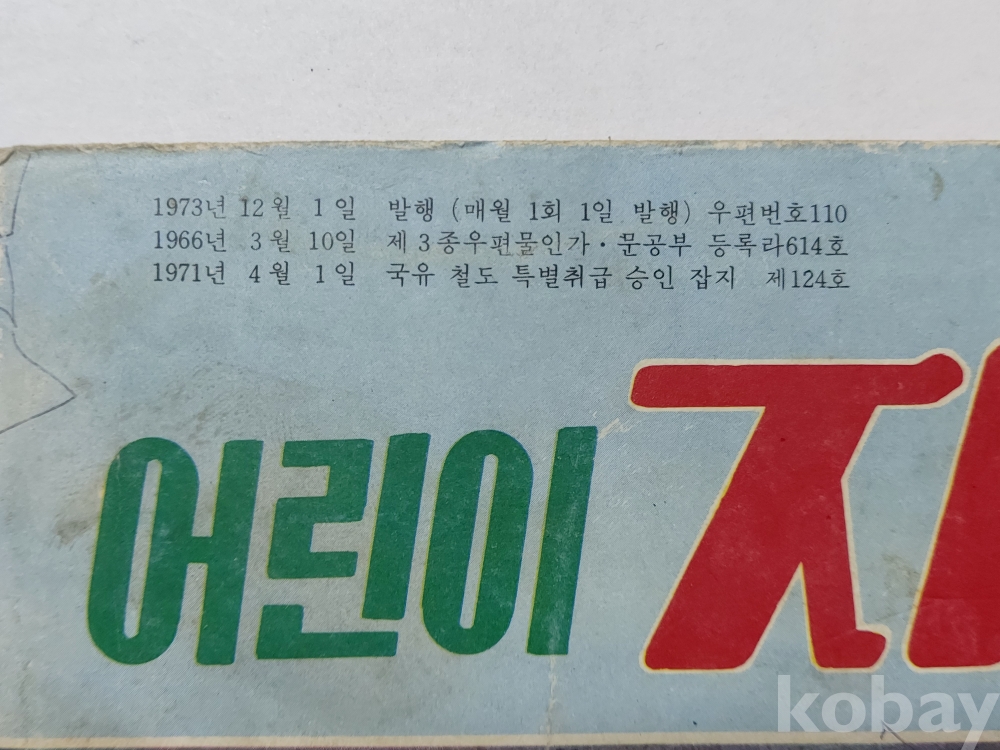 1973년 12월 1일 발행 (매월 1회 1일 발행) 우편번호110
1966년 3월 10일 제3종우편물인가·문공부 등록라614호
1971년 4월 1일 국유 철도 특별취급 승인 잡지 제124호
어린이
kobay